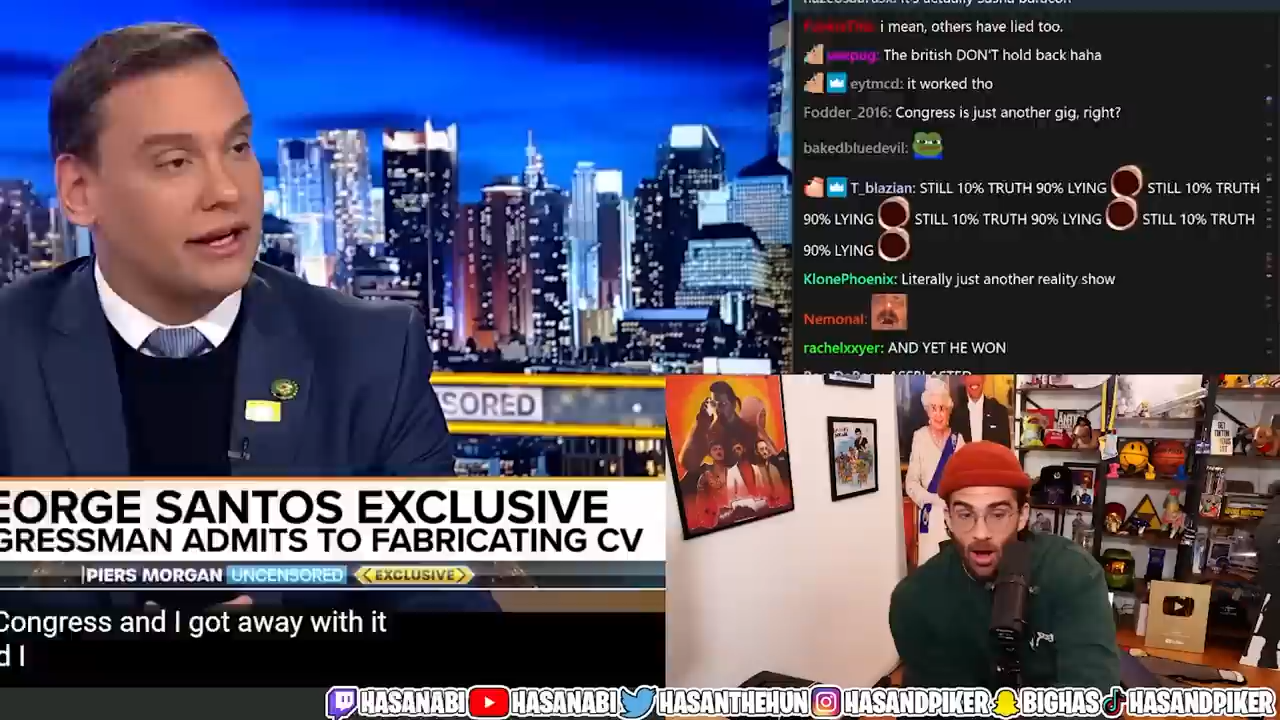 i mean, others have lied too.
The british DON'T hold back haha
eytmcd: it worked tho
Fodder_2016: Congress is just another gig, right?
bakedbluedevil:
T_blazian: STILL 10% TRUTH 90% LYING STILL 10% TRUTH
90% LYING STILL 10% TRUTH 90% LYING STILL 10% TRUTH
90% LYING
KlonePhoenix: Literally just another reality show
Nemonal:
rachelxxyer: AND YET HE WON
SORED
EORGE SANTOS EXCLUSIVE
GRESSMAN ADMITS TO FABRICATING CV
PIERS MORGAN UNCENSORED EXCLUSIVE
Congress and I got away with it
d I
HASANABI HASANABI HASANTHEHUN HASANDPIKER BIGHAS HASANDPIKER